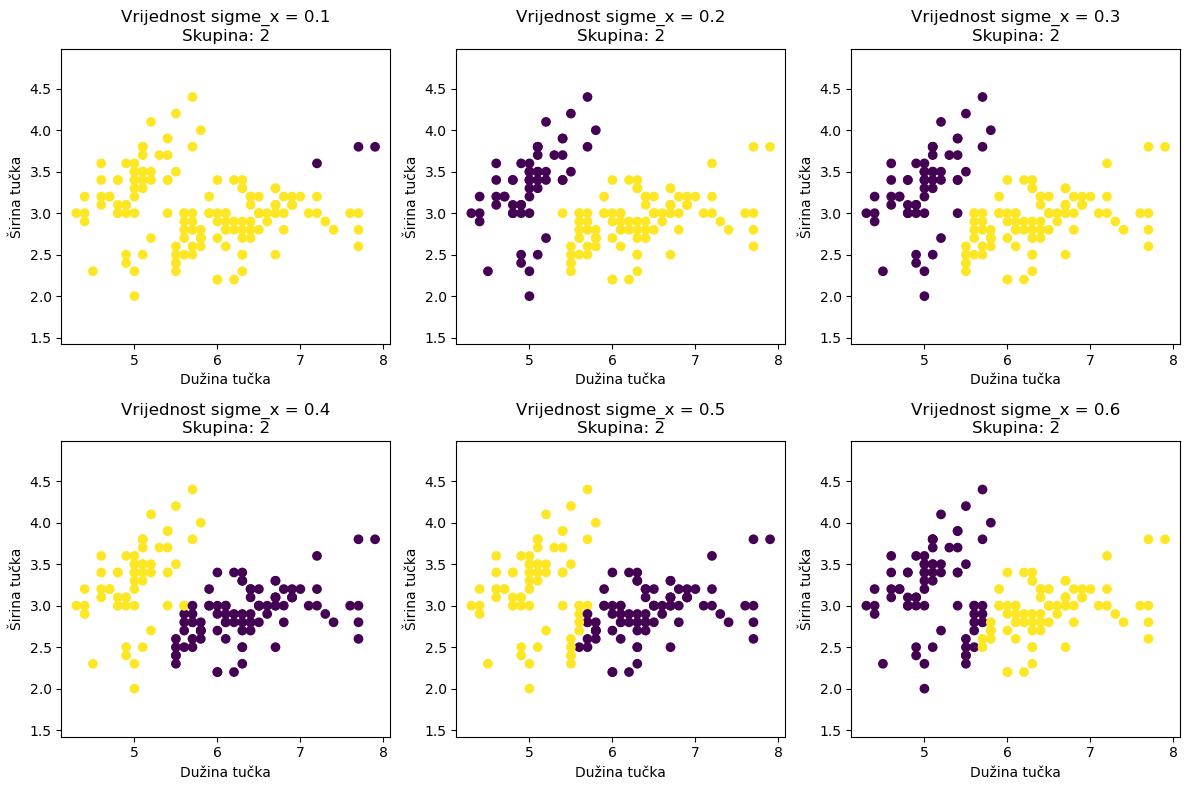 Vrijednost sigme_x = 0.1
Skupina: 2
4.5
4.0
3.5
3.0
2.5
2.0
1.5
Širina tučka
5
6
7
8
Dužina tučka
Vrijednost sigme_x = 0.2
Skupina: 2
4.5
4.0
3.5
3.0
2.5
2.0
1.5
Širina tučka
5
6
7
8
Dužina tučka
Vrijednost sigme_x = 0.3
Skupina: 2
4.5
4.0
3.5
3.0
2.5
2.0
1.5
Širina tučka
5
6
7
8
Dužina tučka
Vrijednost sigme_x = 0.4
Skupina: 2
4.5
4.0
3.5
3.0
2.5
2.0
1.5
Širina tučka
5
6
7
8
Dužina tučka
Vrijednost sigme_x = 0.5
Skupina: 2
4.5
4.0
3.5
3.0
2.5
2.0
1.5
Širina tučka
5
6
7
8
Dužina tučka
Vrijednost sigme_x = 0.6
Skupina: 2
4.5
4.0
3.5
3.0
2.5
2.0
1.5
Širina tučka
5
6
7
8
Dužina tučka